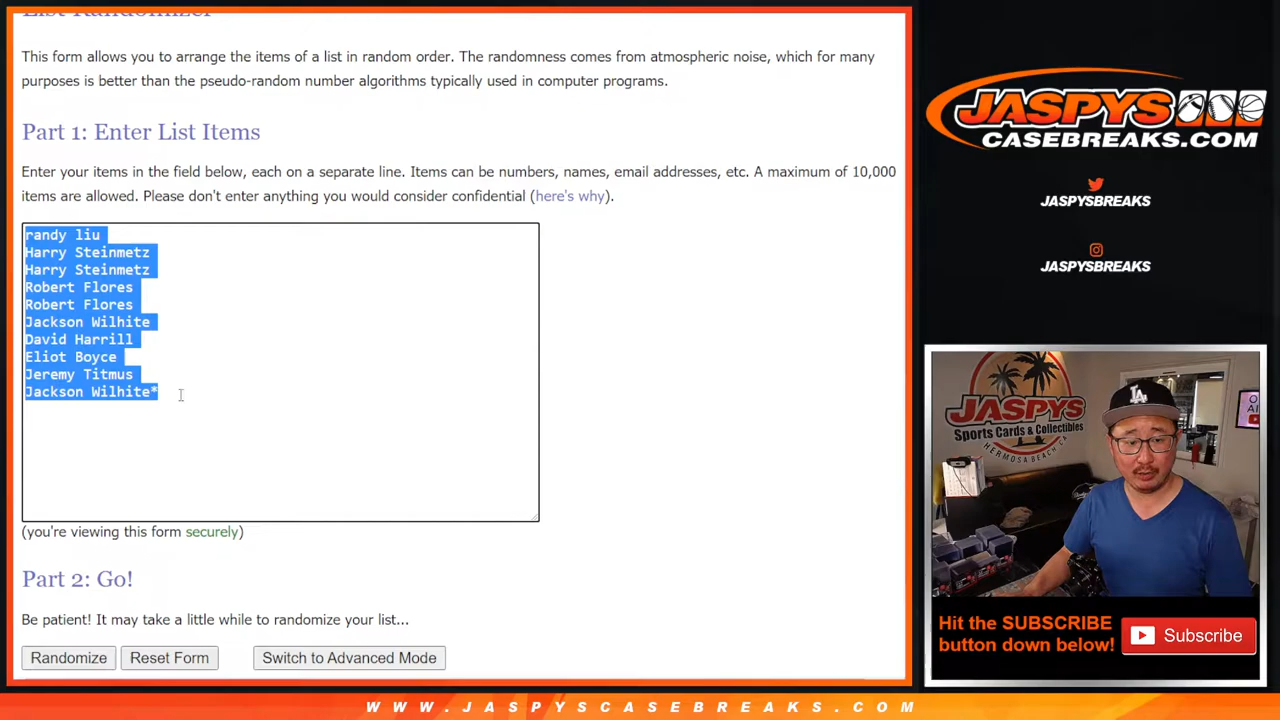 List Randomizer
This form allows you to arrange the items of a list in random order. The randomness comes from atmospheric noise, which for many
purposes is better than the pseudo-random number algorithms typically used in computer programs.
Part 1: Enter List Items
Enter your items in the field below, each on a separate line. Items can be numbers, names, email addresses, etc. A maximum of 10,000
items are allowed. Please don't enter anything you would consider confidential (here's why).
randy liu
Harry Steinmetz
Harry Steinmetz
Robert Flores
Robert Flores
Jackson Wilhite
David Harrill
Eliot Boyce
Jeremy Titmus
Jackson Wilhite*
(you're viewing this form securely)
Part 2: Go!
Be patient! It may take a little while to randomize your list...
Randomize
Reset Form
Switch to Advanced Mode
JASPYS
CASEBREAKS.COM
JASPYSBREAKS
JASPYSBREAKS
JASPYS
Sports Cards & Collectibles
HERMOSA BEACH CA
LA
Hit the SUBSCRIBE
button down below!
Subscribe
WWW.JASPYSCASEBREAKS.COM